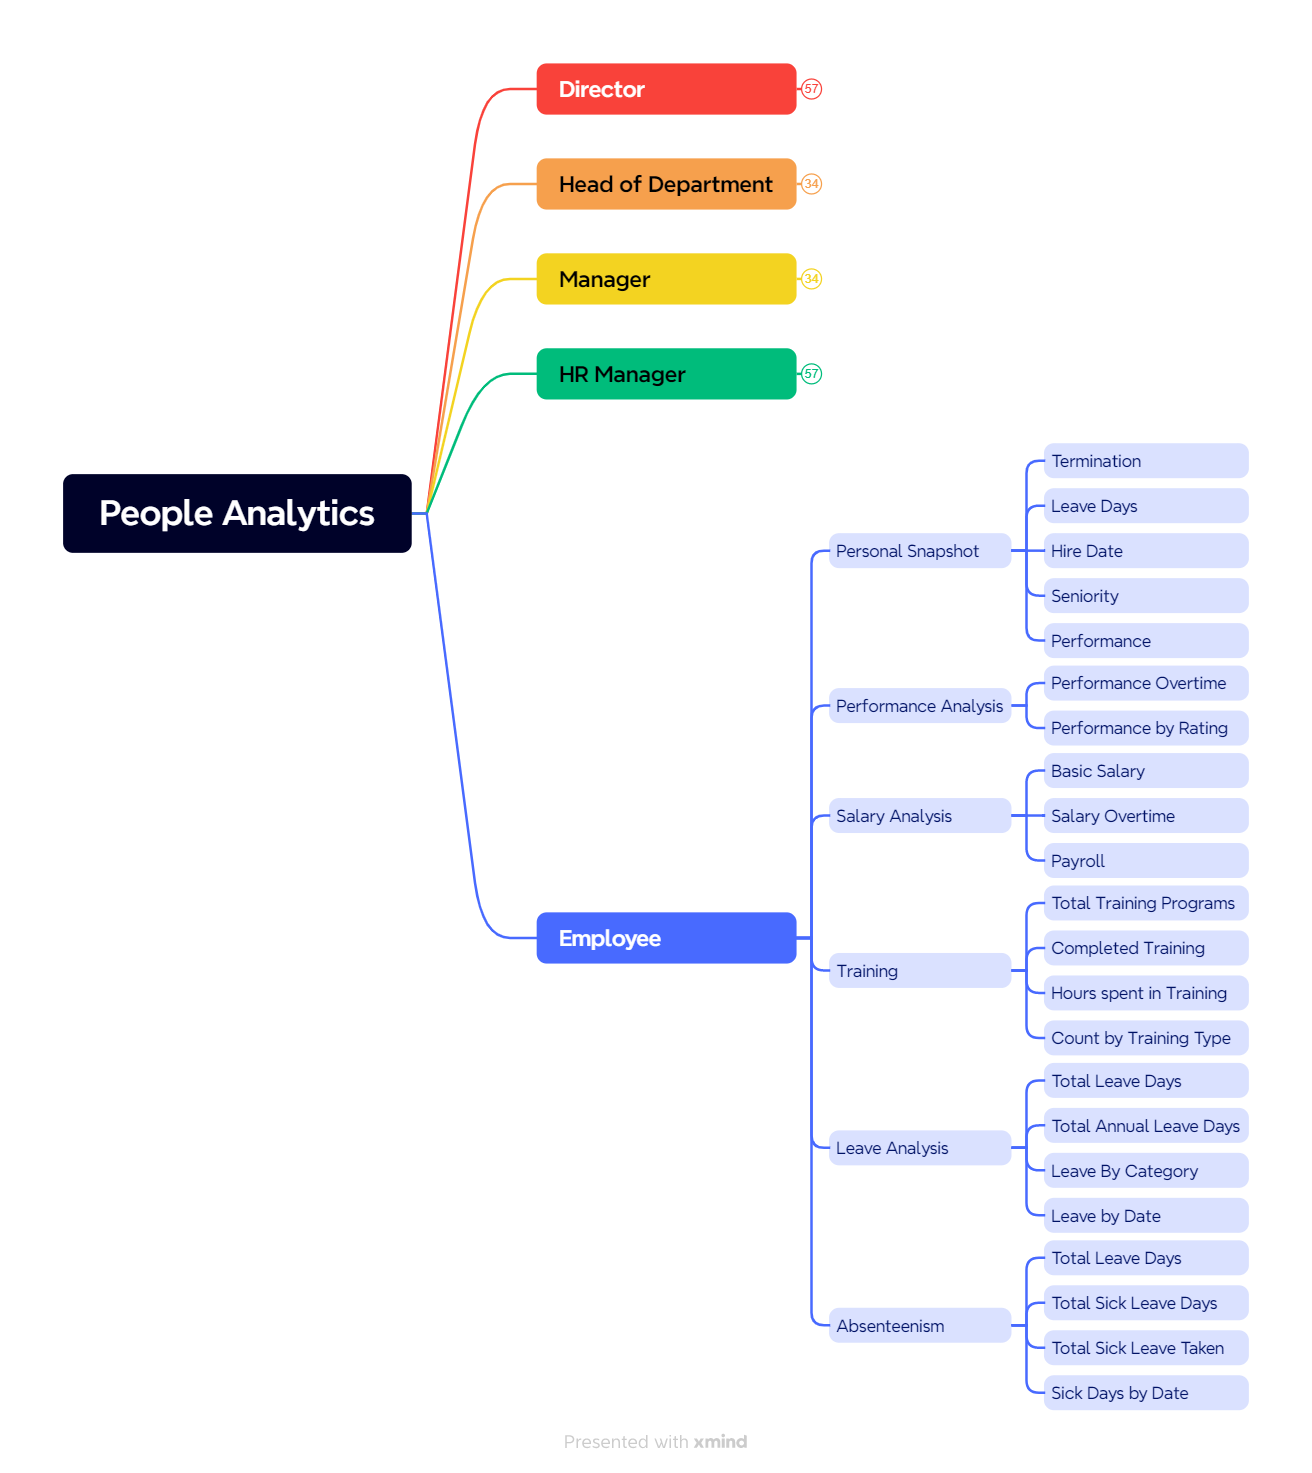 Director
57
Head of Department
34
Manager
34
HR Manager
57
People Analytics
Employee
Personal Snapshot
Termination
Leave Days
Hire Date
Seniority
Performance
Performance Analysis
Performance Overtime
Performance by Rating
Salary Analysis
Basic Salary
Salary Overtime
Payroll
Training
Total Training Programs
Completed Training
Hours spent in Training
Count by Training Type
Leave Analysis
Total Leave Days
Total Annual Leave Days
Leave By Category
Leave by Date
Absenteenism
Total Leave Days
Total Sick Leave Days
Total Sick Leave Taken
Sick Days by Date
Presented with xmind